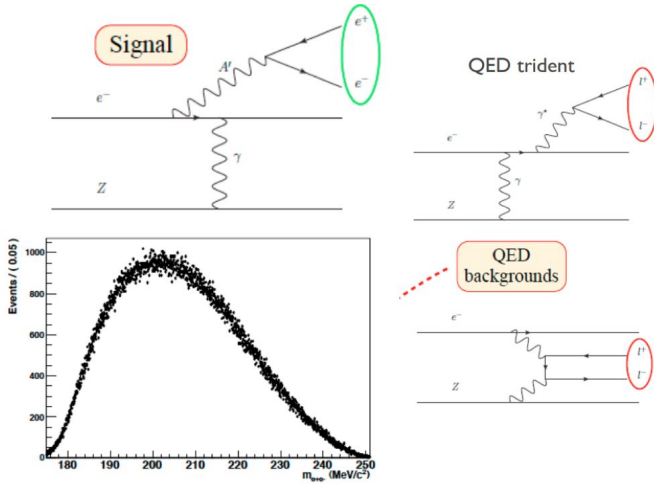 Signal
e+
A'
e−
e−
γ
Z
QED trident
l+
γ*
l−
e−
γ
Z
Events / ( 0.05)
1000
800
600
400
200
0
180 190 200 210 220 230 240 250
(MeV/c²)
QED
backgrounds
e−
l+
l−
Z